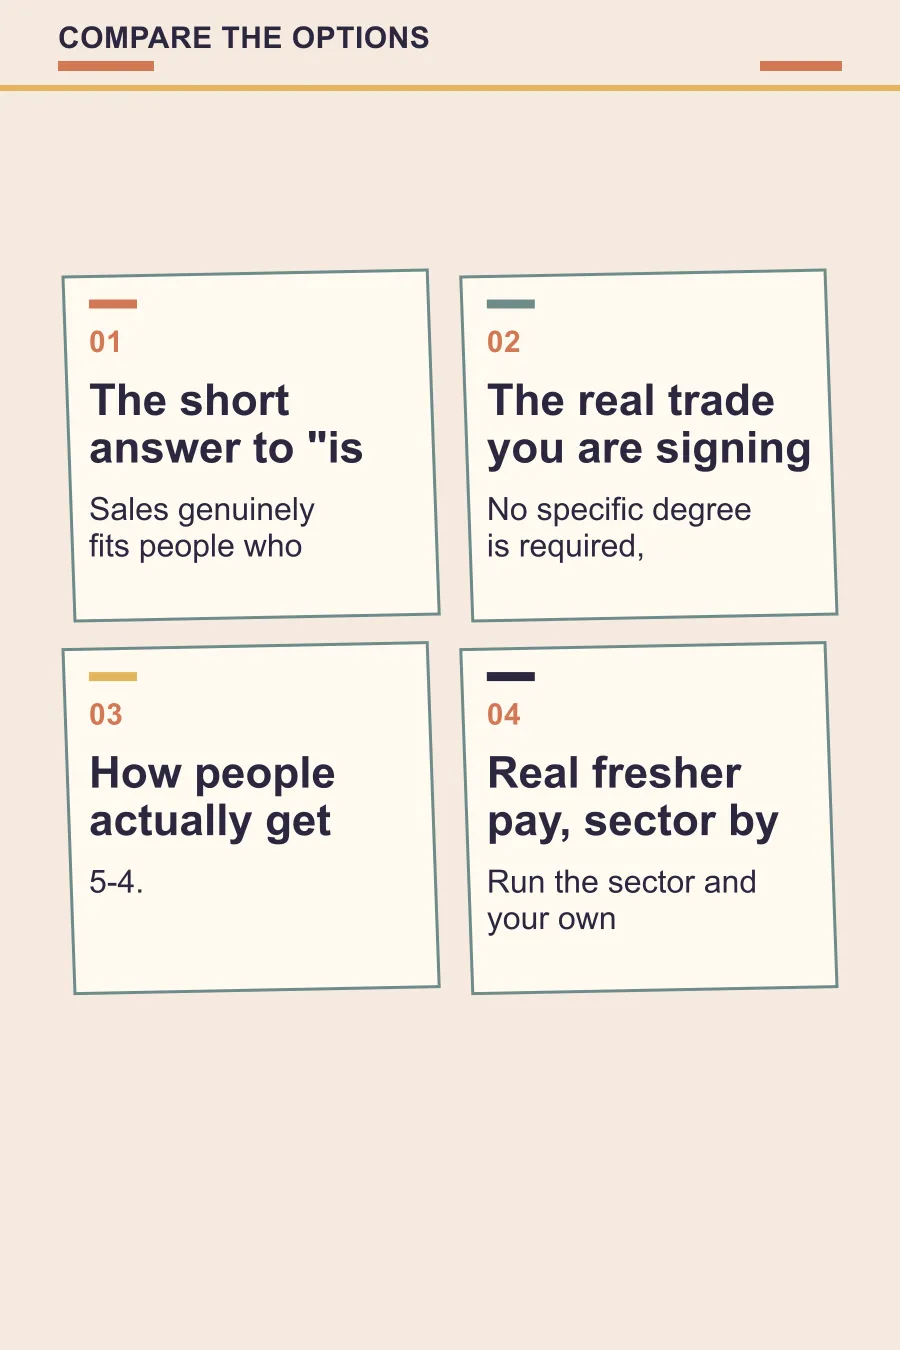 COMPARE THE OPTIONS
01
The short
answer to "is
Sales genuinely
fits people who
02
The real trade
you are signing
No specific degree
is required,
03
How people
actually get
5-4.
04
Real fresher
pay, sector by
Run the sector and
your own